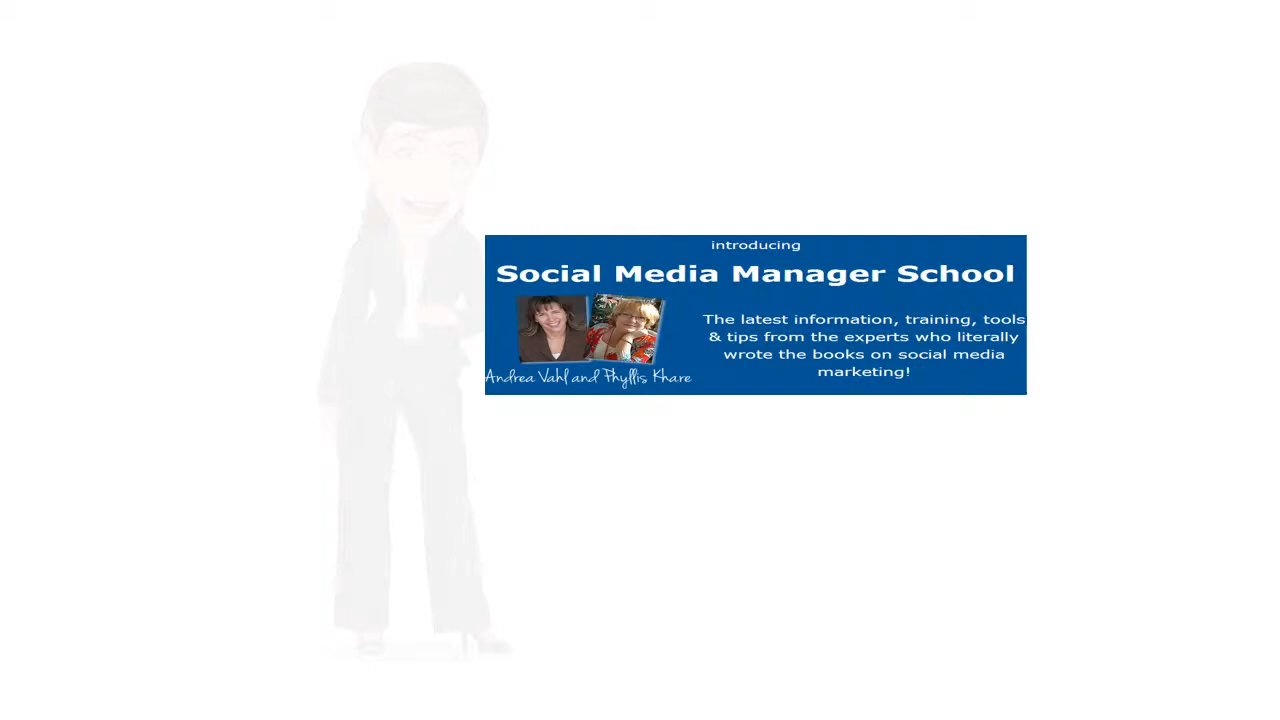 introducing
Social Media Manager School
The latest information, training, tools
& tips from the experts who literally
wrote the books on social media
marketing!
Andrea Vahl and Phyllis Khare